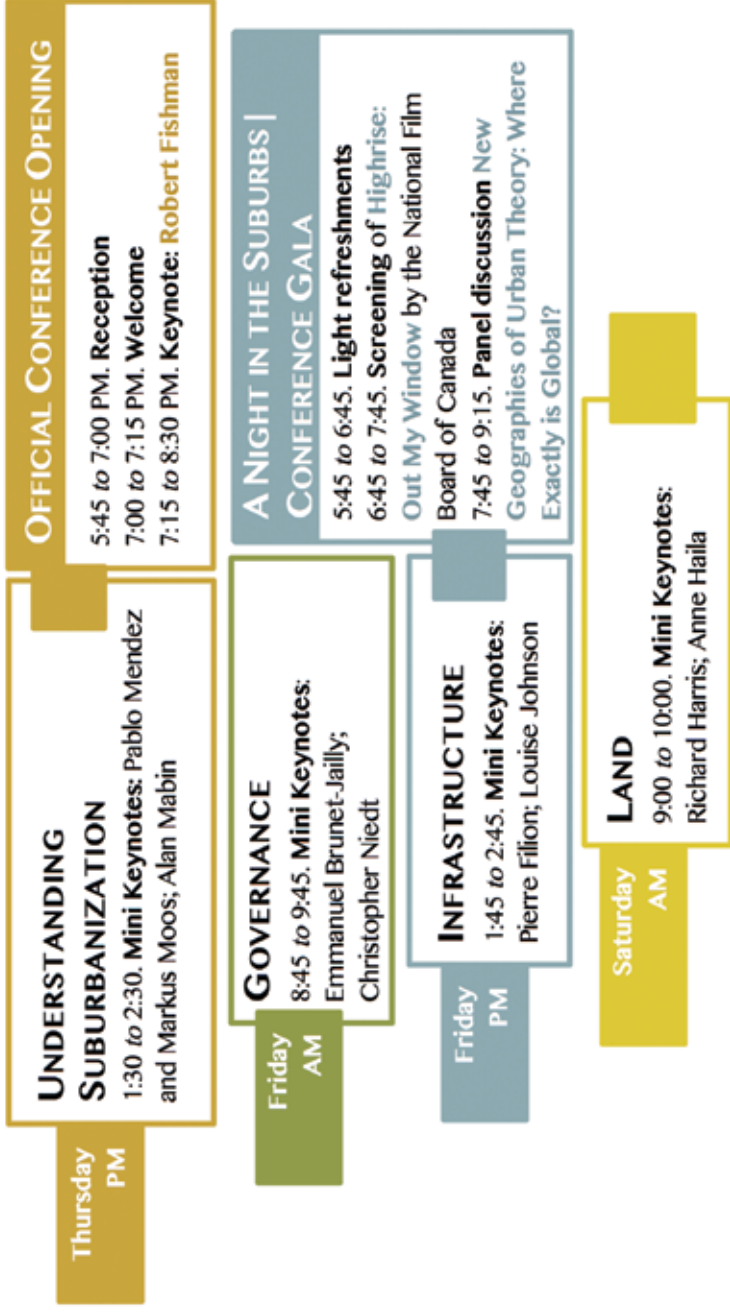 Thursday
PM
UNDERSTANDING
SUBURBANIZATION
1:30 to 2:30. Mini Keynotes: Pablo Mendez
and Markus Moos; Alan Mabin
OFFICIAL CONFERENCE OPENING
5:45 to 7:00 PM. Reception
7:00 to 7:15 PM. Welcome
7:15 to 8:30 PM. Keynote: Robert Fishman
Friday
AM
GOVERNANCE
8:45 to 9:45. Mini Keynotes:
Emmanuel Brunet-Jailly;
Christopher Niedt
Friday
PM
INFRASTRUCTURE
1:45 to 2:45. Mini Keynotes:
Pierre Filion; Louise Johnson
A NIGHT IN THE SUBURBS|
CONFERENCE GALA
5:45 to 6:45. Light refreshments
6:45 to 7:45. Screening of Highrise:
Out My Window by the National Film
Board of Canada
7:45 to 9:15. Panel discussion New
Geographies of Urban Theory: Where
Exactly is Global?
Saturday
AM
LAND
9:00 to 10:00. Mini Keynotes:
Richard Harris; Anne Haila